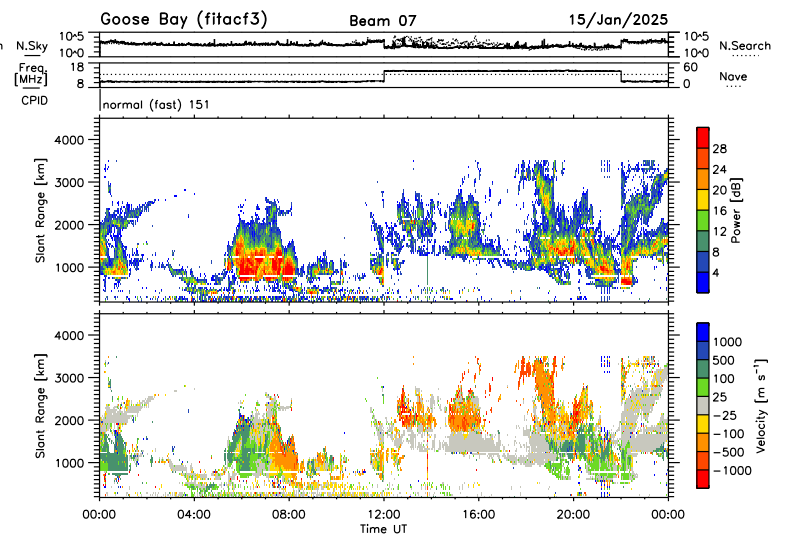 Goose Bay (fitacf3) Beam 07 15/Jan/2025
n N.Sky 10^5 10^5 N.Search
10^0 10^0
Freq. 18 60
[MHz] 8 0 Nave
CPID normal (fast) 151
4000
3000
2000
1000
Slant Range [km]
28
24
20
16
12
8
4
Power [dB]
4000
3000
2000
1000
Slant Range [km]
1000
500
100
25
-25
-100
-500
-1000
Velocity [m s⁻¹]
00:00 04:00 08:00 12:00 16:00 20:00 00:00
Time UT